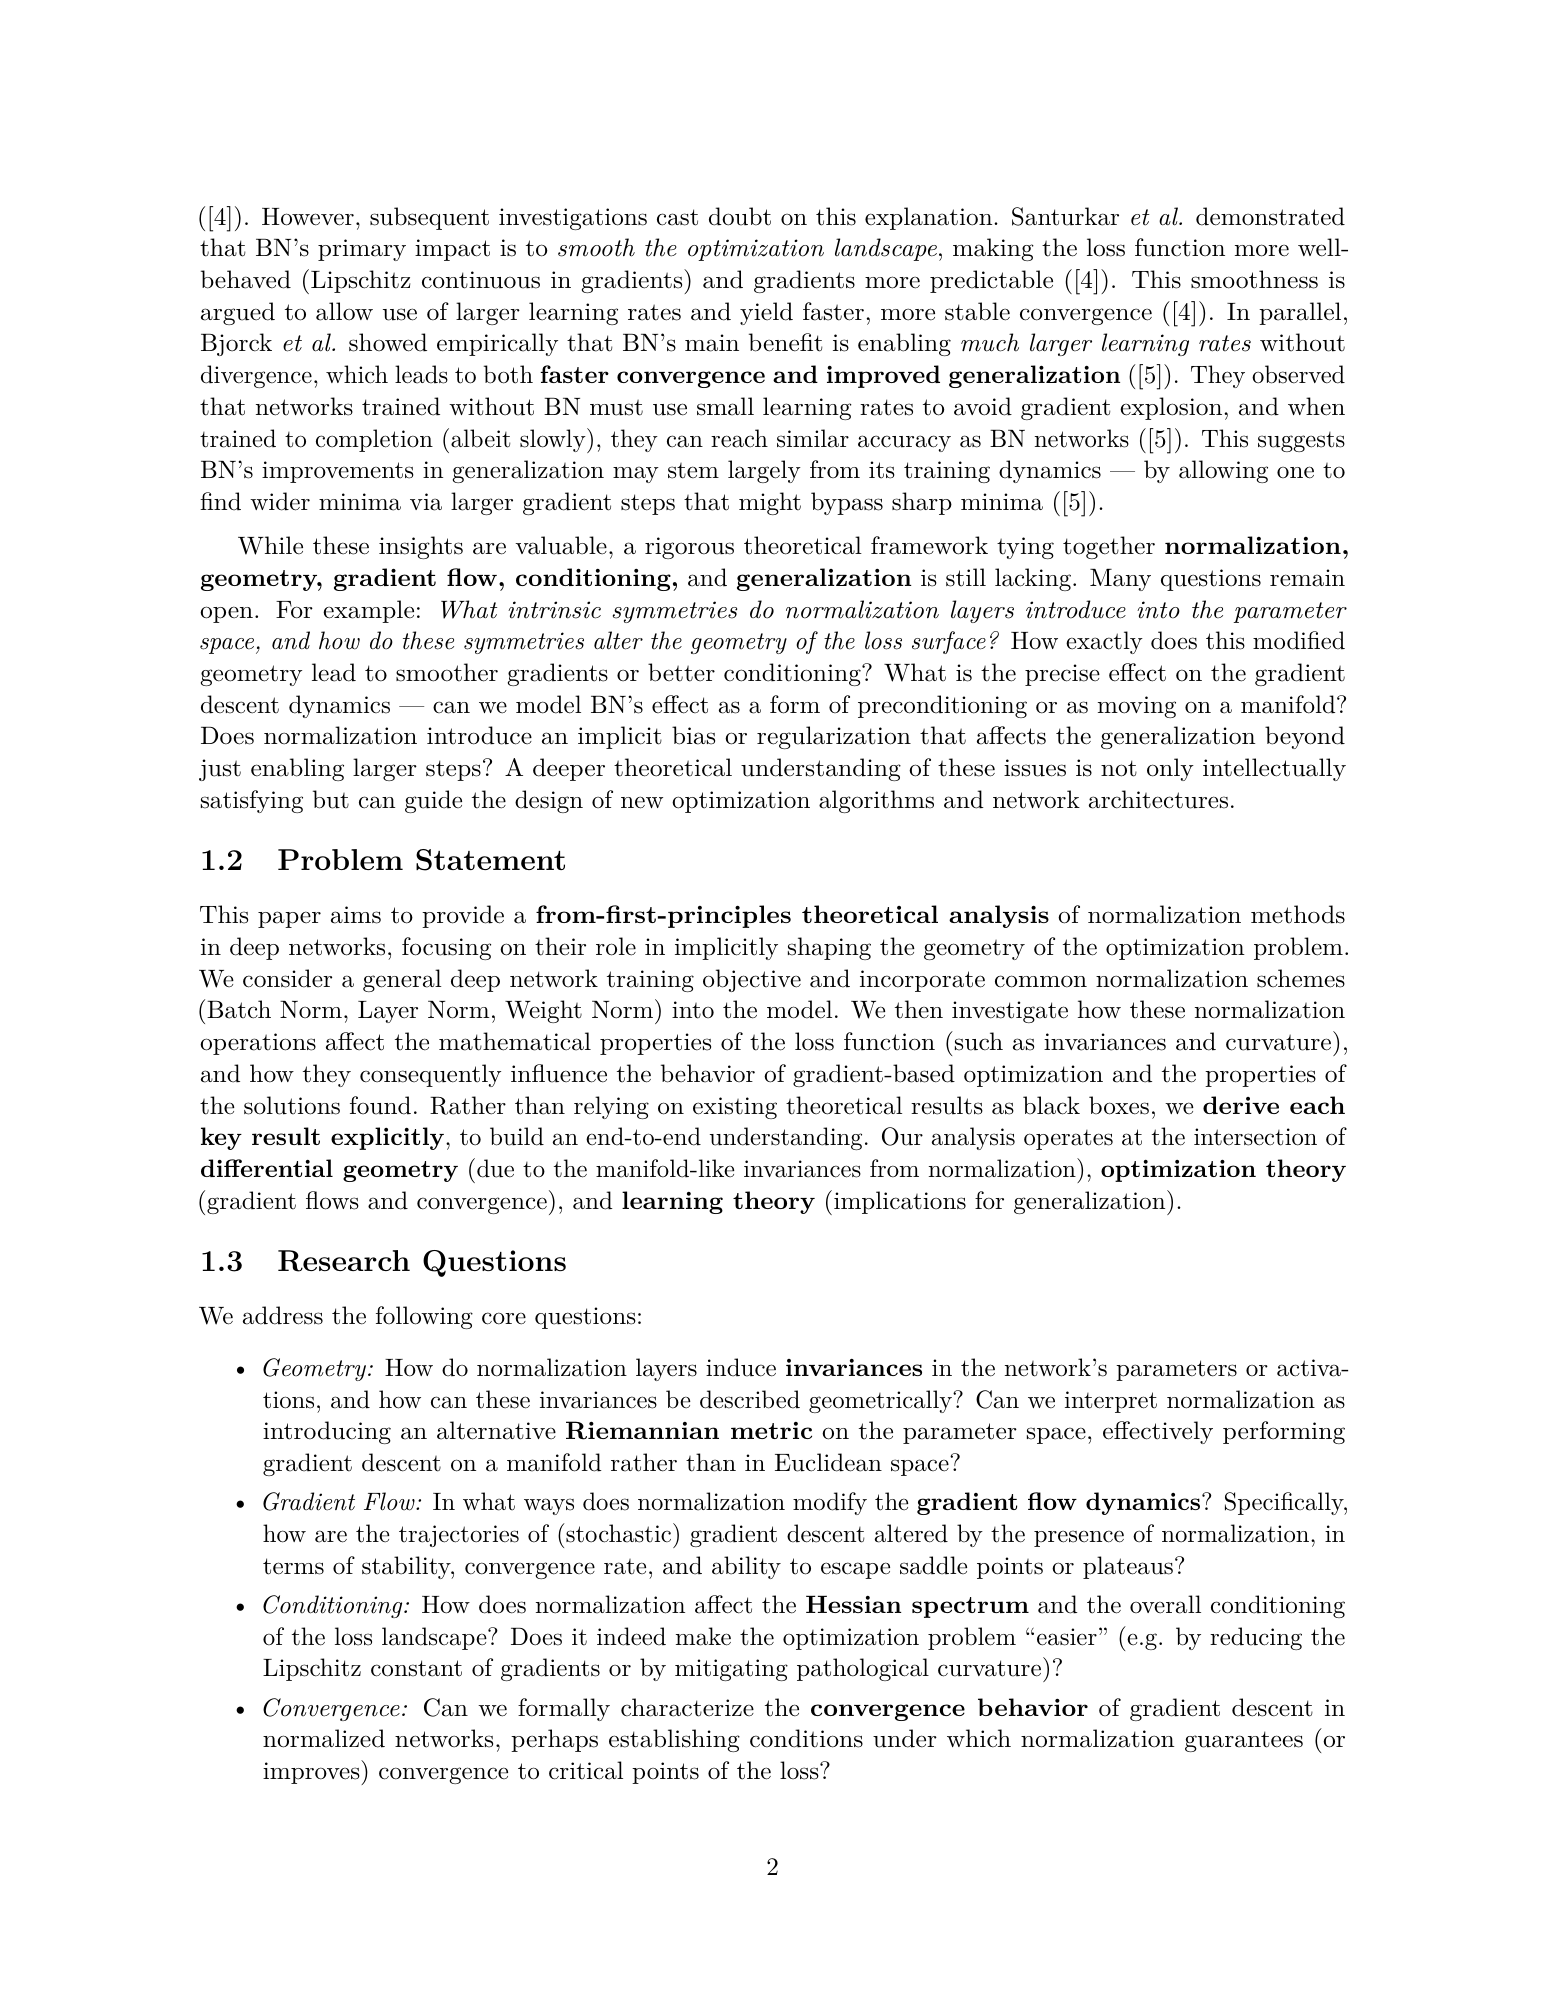 ([4]). However, subsequent investigations cast doubt on this explanation. Santurkar et al. demonstrated
that BN's primary impact is to smooth the optimization landscape, making the loss function more well-
behaved (Lipschitz continuous in gradients) and gradients more predictable ([4]). This smoothness is
argued to allow use of larger learning rates and yield faster, more stable convergence ([4]). In parallel,
Bjorck et al. showed empirically that BN's main benefit is enabling much larger learning rates without
divergence, which leads to both faster convergence and improved generalization ([5]). They observed
that networks trained without BN must use small learning rates to avoid gradient explosion, and when
trained to completion (albeit slowly), they can reach similar accuracy as BN networks ([5]). This suggests
BN's improvements in generalization may stem largely from its training dynamics — by allowing one to
find wider minima via larger gradient steps that might bypass sharp minima ([5]).
While these insights are valuable, a rigorous theoretical framework tying together normalization,
geometry, gradient flow, conditioning, and generalization is still lacking. Many questions remain
open. For example: What intrinsic symmetries do normalization layers introduce into the parameter
space, and how do these symmetries alter the geometry of the loss surface? How exactly does this modified
geometry lead to smoother gradients or better conditioning? What is the precise effect on the gradient
descent dynamics — can we model BN's effect as a form of preconditioning or as moving on a manifold?
Does normalization introduce an implicit bias or regularization that affects the generalization beyond
just enabling larger steps? A deeper theoretical understanding of these issues is not only intellectually
satisfying but can guide the design of new optimization algorithms and network architectures.
1.2 Problem Statement
This paper aims to provide a from-first-principles theoretical analysis of normalization methods
in deep networks, focusing on their role in implicitly shaping the geometry of the optimization problem.
We consider a general deep network training objective and incorporate common normalization schemes
(Batch Norm, Layer Norm, Weight Norm) into the model. We then investigate how these normalization
operations affect the mathematical properties of the loss function (such as invariances and curvature),
and how they consequently influence the behavior of gradient-based optimization and the properties of
the solutions found. Rather than relying on existing theoretical results as black boxes, we derive each
key result explicitly, to build an end-to-end understanding. Our analysis operates at the intersection of
differential geometry (due to the manifold-like invariances from normalization), optimization theory
(gradient flows and convergence), and learning theory (implications for generalization).
1.3 Research Questions
We address the following core questions:
• Geometry: How do normalization layers induce invariances in the network's parameters or activa-
tions, and how can these invariances be described geometrically? Can we interpret normalization as
introducing an alternative Riemannian metric on the parameter space, effectively performing
gradient descent on a manifold rather than in Euclidean space?
• Gradient Flow: In what ways does normalization modify the gradient flow dynamics? Specifically,
how are the trajectories of (stochastic) gradient descent altered by the presence of normalization, in
terms of stability, convergence rate, and ability to escape saddle points or plateaus?
• Conditioning: How does normalization affect the Hessian spectrum and the overall conditioning
of the loss landscape? Does it indeed make the optimization problem “easier” (e.g. by reducing the
Lipschitz constant of gradients or by mitigating pathological curvature)?
• Convergence: Can we formally characterize the convergence behavior of gradient descent in
normalized networks, perhaps establishing conditions under which normalization guarantees (or
improves) convergence to critical points of the loss?
2